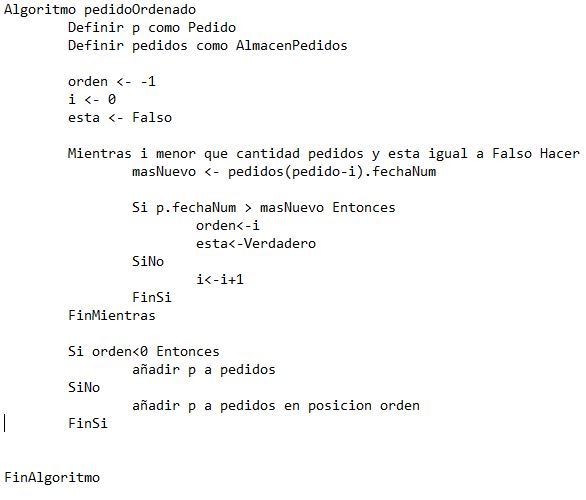 Algoritmo pedidoOrdenado
Definir p como Pedido
Definir pedidos como AlmacenPedidos
orden <- -1
i <- 0
esta <- Falso
Mientras i menor que cantidad pedidos y esta igual a Falso Hacer
masNuevo <- pedidos(pedido-i).fechaNum
Si p.fechaNum > masNuevo Entonces
orden<-i
esta<-Verdadero
SiNo
i<-i+1
FinSi
FinMientras
Si orden<0 Entonces
añadir p a pedidos
SiNo
añadir p a pedidos en posicion orden
FinSi
FinAlgoritmo